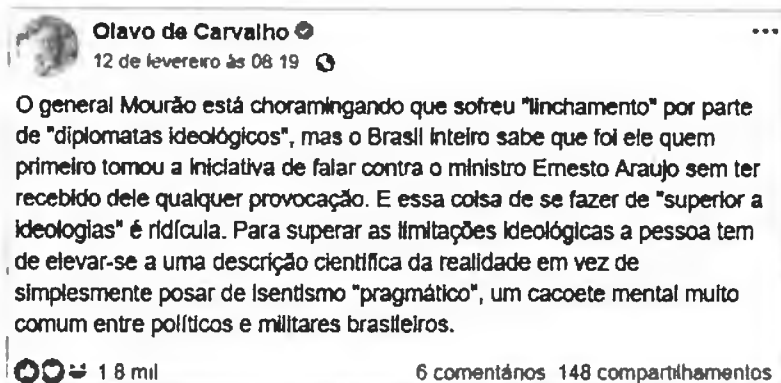 Olavo de Carvalho
12 de fevereiro às 08 19
O general Mourão está choramingando que sofreu "linchamento" por parte
de "diplomatas ideológicos", mas o Brasil inteiro sabe que foi ele quem
primeiro tomou a iniciativa de falar contra o ministro Ernesto Araujo sem ter
recebido dele qualquer provocação. E essa coisa de se fazer de "superior a
ideologias" é ridícula. Para superar as limitações ideológicas a pessoa tem
de elevar-se a uma descrição científica da realidade em vez de
simplesmente posar de isentismo "pragmático", um cacoete mental muito
comum entre políticos e militares brasileiros.
1 8 mil 6 comentários 148 compartilhamentos